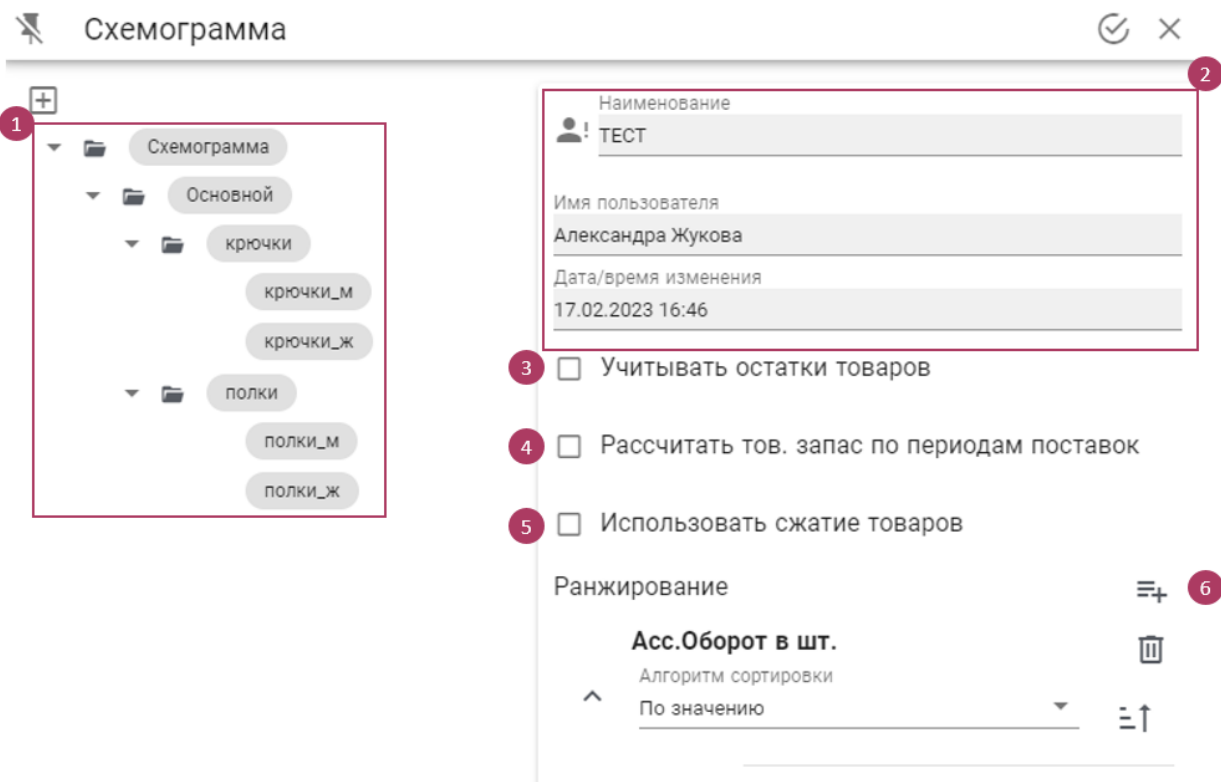 Схемограмма
2
1
Схемограмма
Основной
крючки
крючки_м
крючки_ж
полки
полки_м
полки_ж
Наименование
ТЕСТ
Имя пользователя
Александра Жукова
Дата/время изменения
17.02.2023 16:46
3 Учитывать остатки товаров
4 Рассчитать тов. запас по периодам поставок
5 Использовать сжатие товаров
Ранжирование 6
Асс.Оборот в шт.
Алгоритм сортировки
По значению